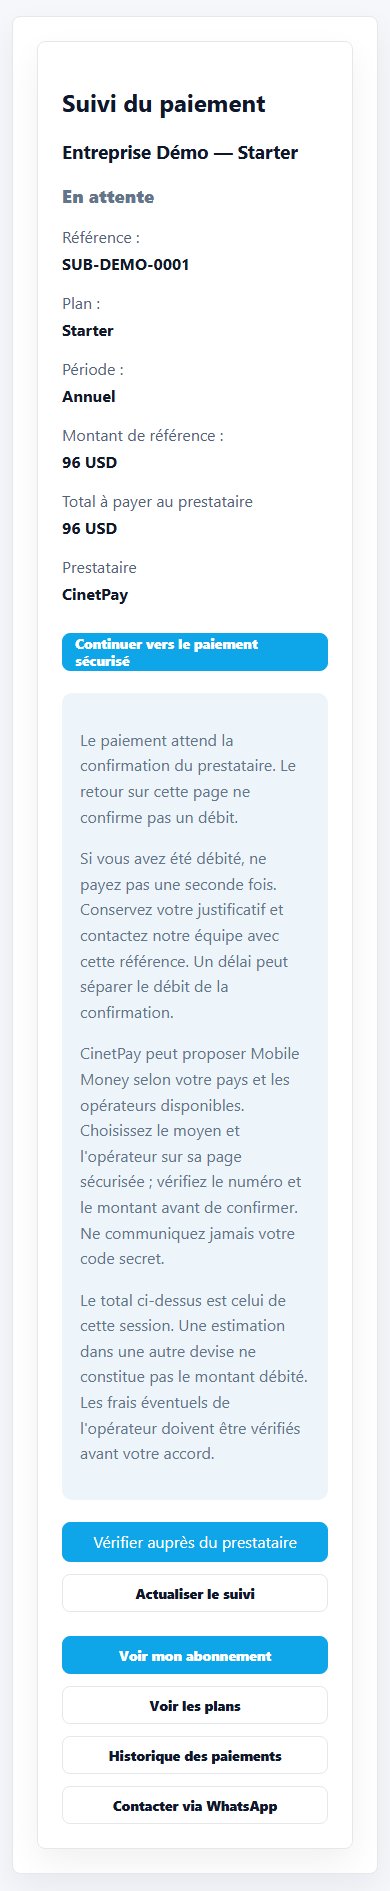 Suivi du paiement
Entreprise Démo — Starter
En attente
Référence :
SUB-DEMO-0001
Plan :
Starter
Période :
Annuel
Montant de référence :
96 USD
Total à payer au prestataire
96 USD
Prestataire
CinetPay
Continuer vers le paiement
sécurisé
Le paiement attend la
confirmation du prestataire. Le
retour sur cette page ne
confirme pas un débit.
Si vous avez été débité, ne
payez pas une seconde fois.
Conservez votre justificatif et
contactez notre équipe avec
cette référence. Un délai peut
séparer le débit de la
confirmation.
CinetPay peut proposer Mobile
Money selon votre pays et les
opérateurs disponibles.
Choisissez le moyen et
l'opérateur sur sa page
sécurisée ; vérifiez le numéro et
le montant avant de confirmer.
Ne communiquez jamais votre
code secret.
Le total ci-dessus est celui de
cette session. Une estimation
dans une autre devise ne
constitue pas le montant débité.
Les frais éventuels de
l'opérateur doivent être vérifiés
avant votre accord.
Vérifier auprès du prestataire
Actualiser le suivi
Voir mon abonnement
Voir les plans
Historique des paiements
Contacter via WhatsApp